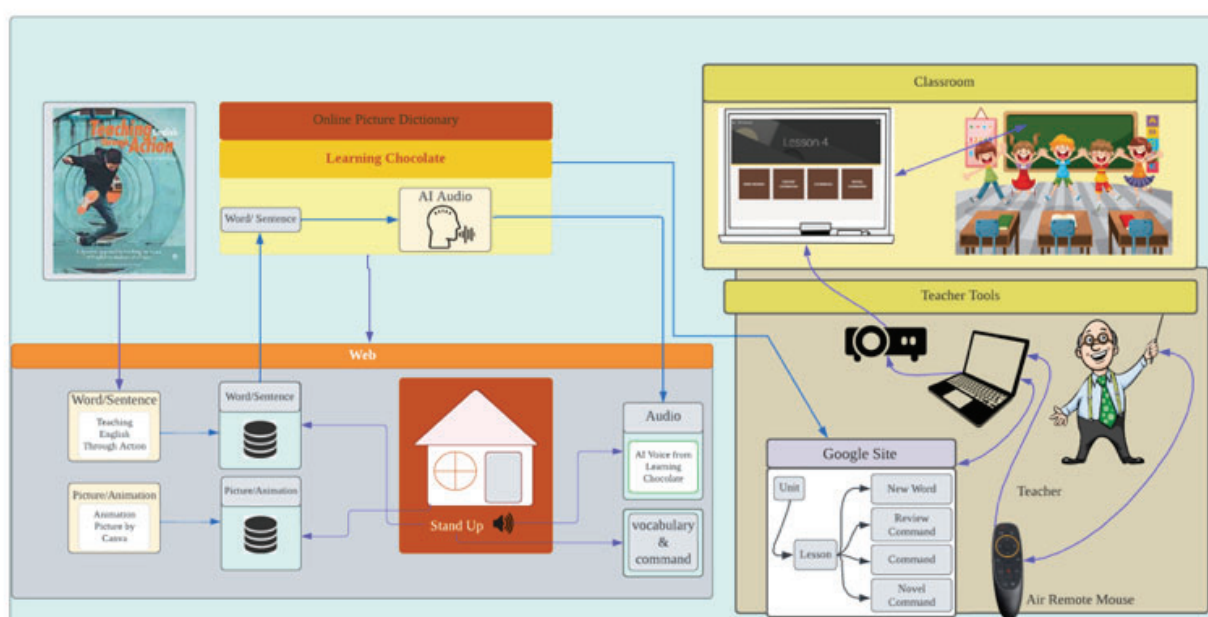 Teaching English
Through
Action
Online Picture Dictionary
Learning Chocolate
Word/ Sentence
AI Audio
Web
Word/Sentence
Teaching
English
Through Action
Word/Sentence
Picture/Animation
Animation
Picture by
Canva
Picture/Animation
Stand Up
Audio
AI Voice from
Learning
Chocolate
vocabulary
&
command
Classroom
Lesson 4
Teacher Tools
Google Site
Unit
Lesson
New Word
Review
Command
Command
Novel
Command
Teacher
Air Remote Mouse